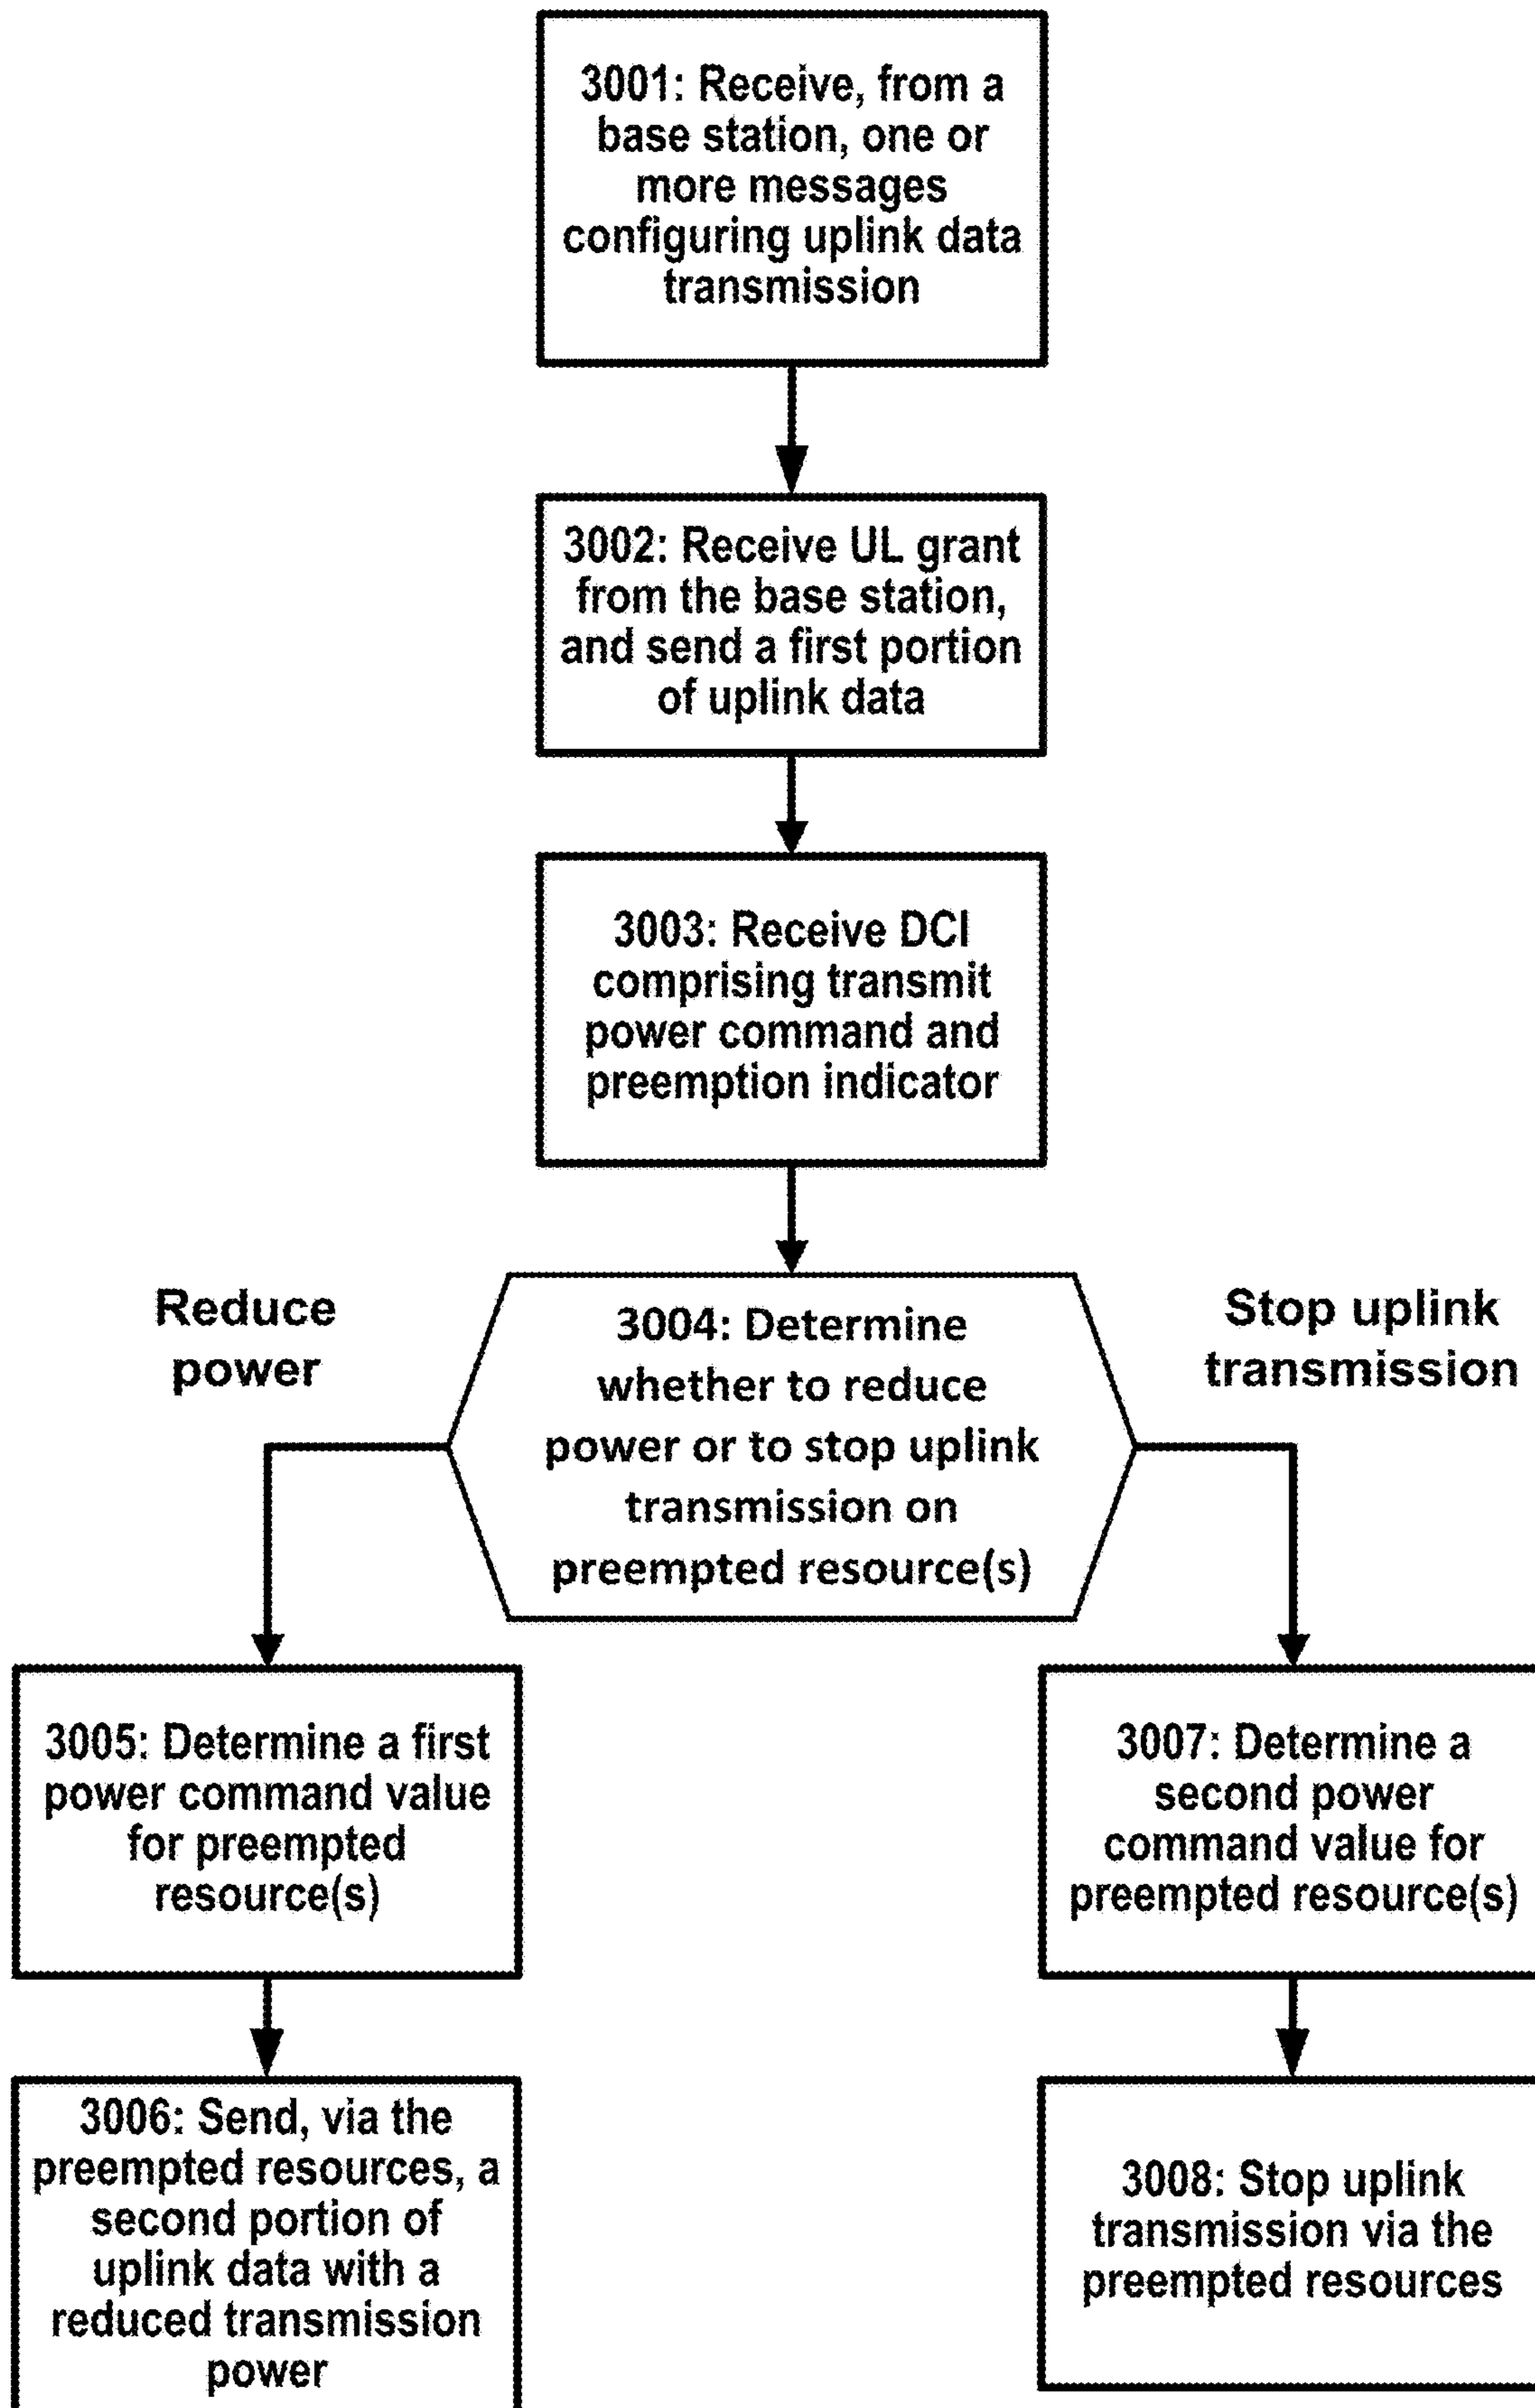 3001: Receive, from a
base station, one or
more messages
configuring uplink data
transmission
3002: Receive UL grant
from the base station,
and send a first portion
of uplink data
3003: Receive DCI
comprising transmit
power command and
preemption indicator
Reduce
power
3004: Determine
whether to reduce
power or to stop uplink
transmission on
preempted resource(s)
Stop uplink
transmission
3005: Determine a first
power command value
for preempted
resource(s)
3007: Determine a
second power
command value for
preempted resource(s)
3006: Send, via the
preempted resources, a
second portion of
uplink data with a
reduced transmission
power
3008: Stop uplink
transmission via the
preempted resources